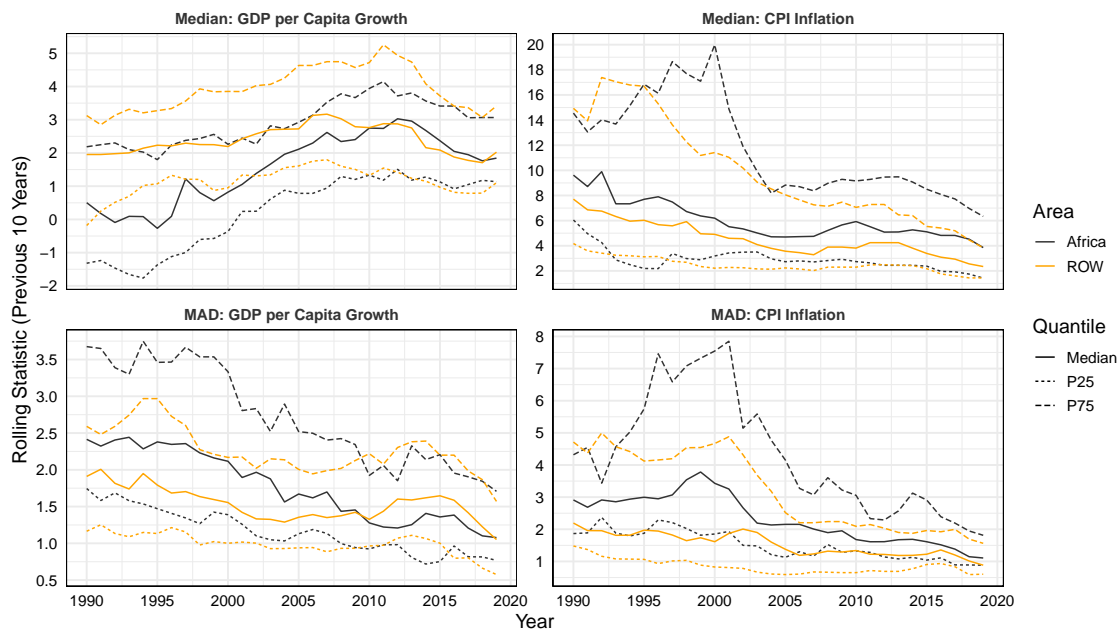 Median: GDP per Capita Growth
Median: CPI Inflation
5
4
3
2
1
0
−1
−2
20
18
16
14
12
10
8
6
4
2
MAD: GDP per Capita Growth
MAD: CPI Inflation
3.5
3.0
2.5
2.0
1.5
1.0
0.5
8
7
6
5
4
3
2
1
1990 1995 2000 2005 2010 2015 2020
1990 1995 2000 2005 2010 2015 2020
Year
Rolling Statistic (Previous 10 Years)
Area
Africa
ROW
Quantile
Median
P25
P75